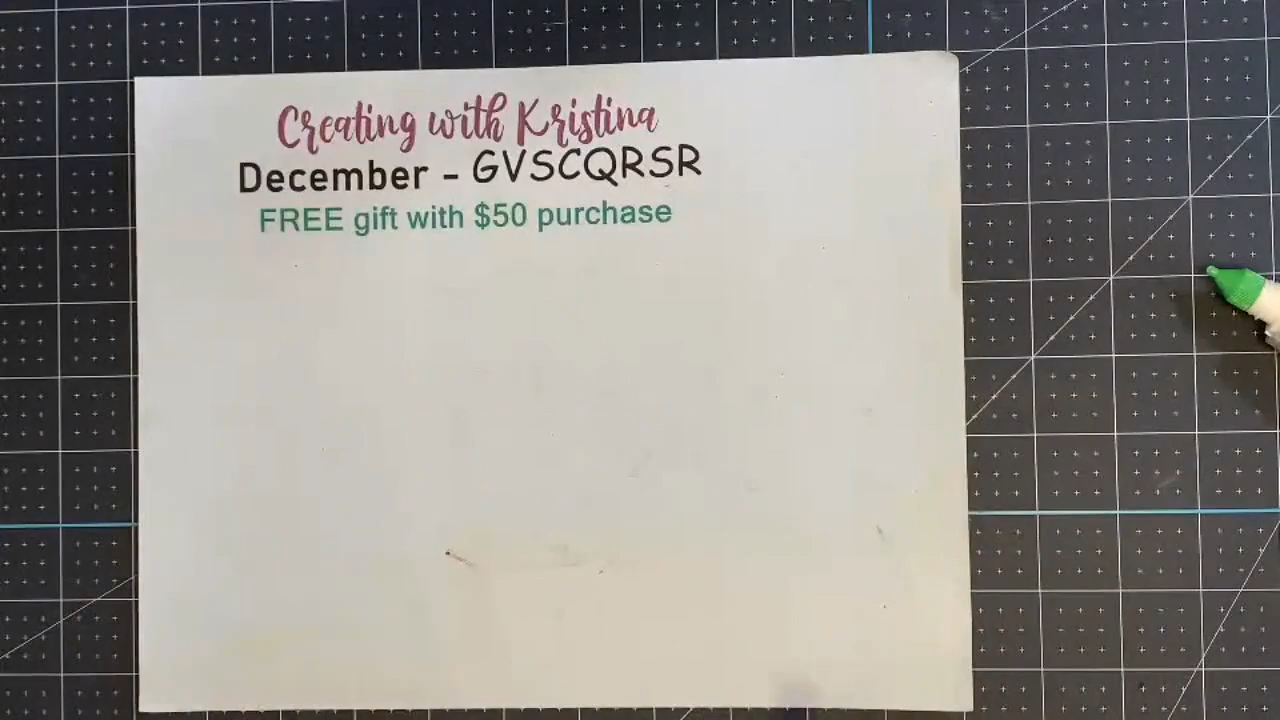 Creating with Kristina
December - GVSCQRSR
FREE gift with $50 purchase